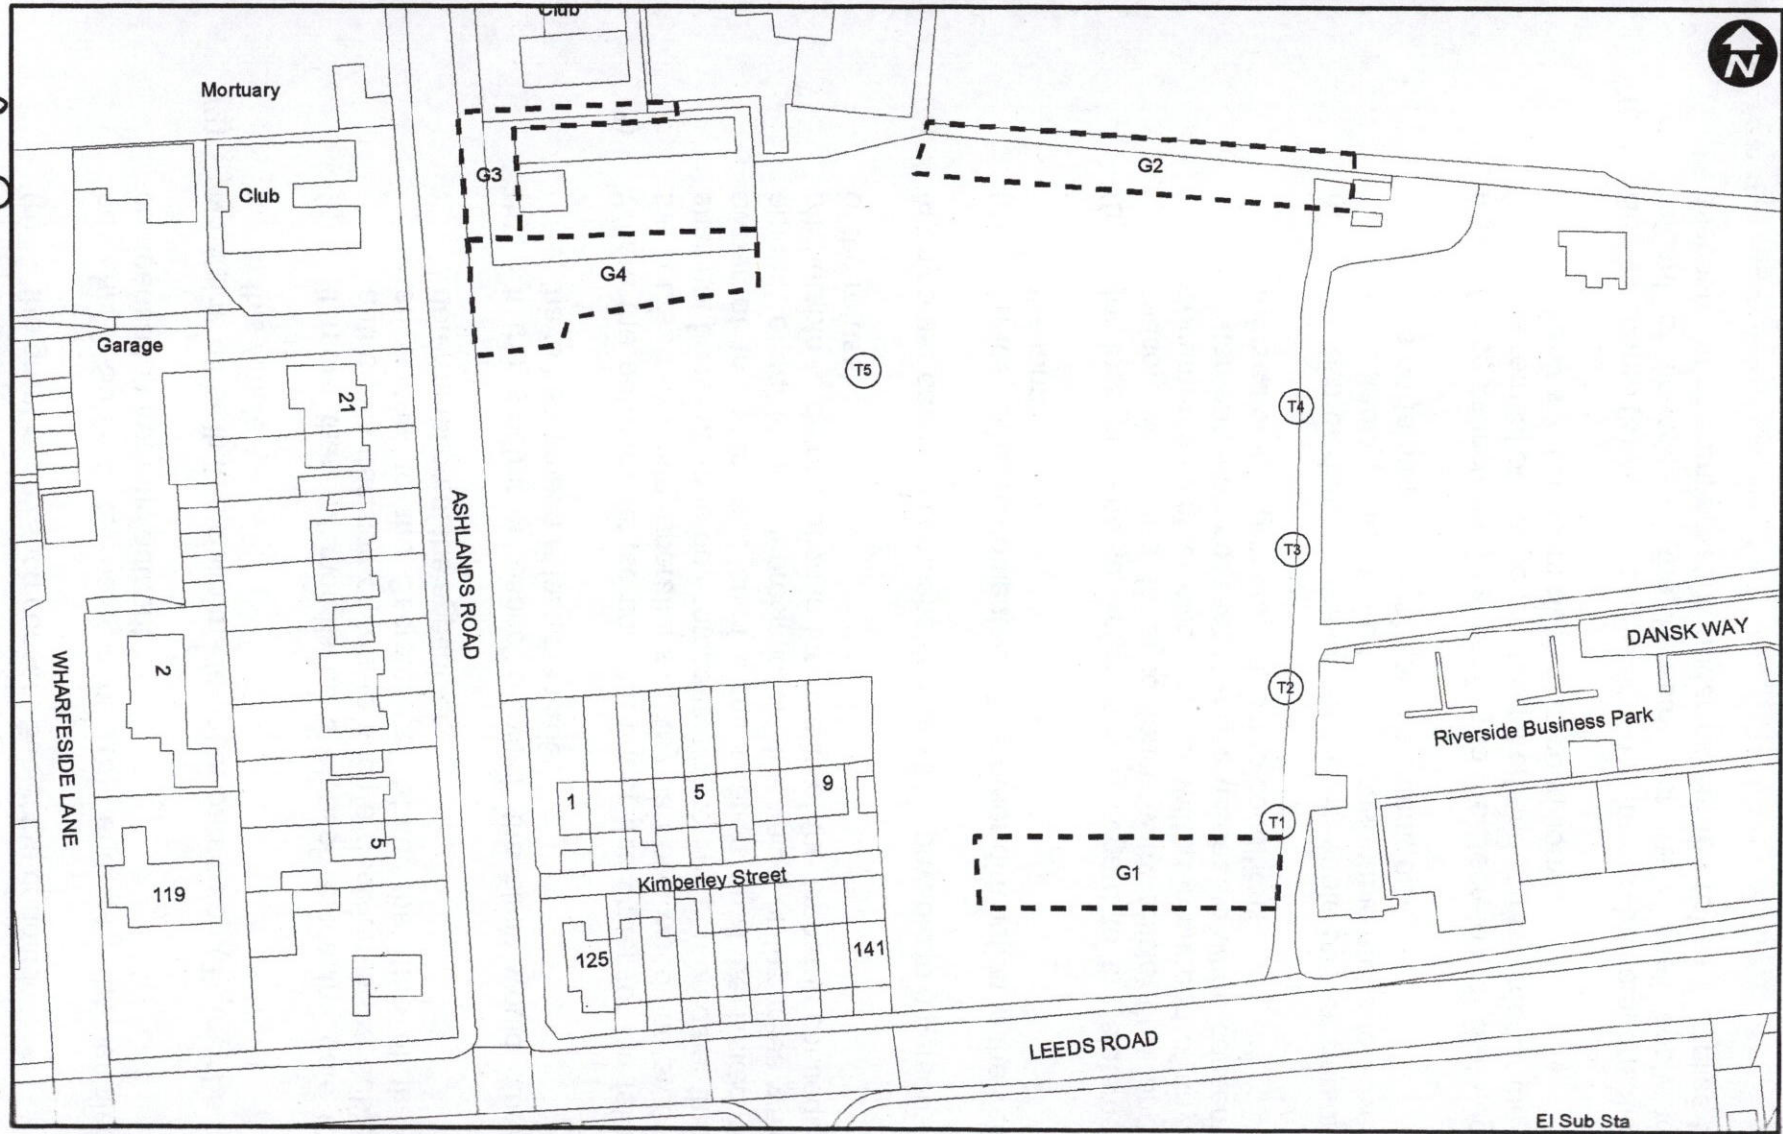 Club
N
Mortuary
G3
G2
Club
G4
Garage
T5
21
T4
ASHLANDS ROAD
T3
WHARFESIDE LANE
2
DANSK WAY
T2
Riverside Business Park
1
5
9
T1
5
Kimberley Street
G1
119
125
141
LEEDS ROAD
El Sub Sta